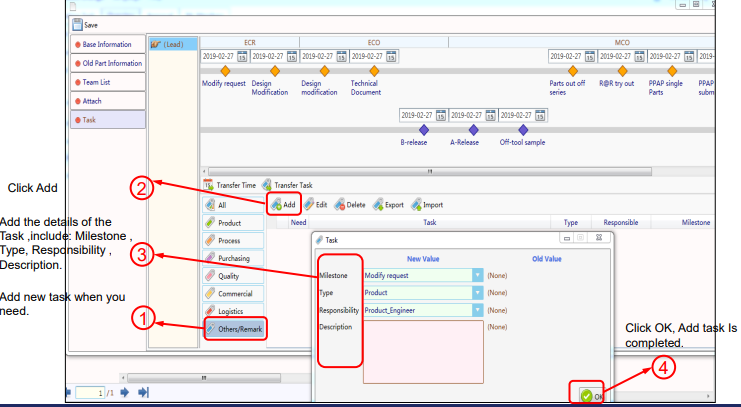 Save
Base Information
Old Part Information
Team List
Attach
Task
(Lead)
ECR
ECO
MCO
2019-02-27 15 2019-02-27 15 2019-02-27 15 2019-02-27 15 2019-02-27 15 2019-02-27 15 2019-02-27 15 2019-
Modify request Design Modification Design modification Technical Document Parts out off series R@R try out PPAP single Parts PPAP subm
2019-02-27 15 2019-02-27 15 2019-02-27 15
B-release A-Release Off-tool sample
Transfer Time Transfer Task
Click Add
2
All
Add Edit Delete Export Import
Product
Need Task Type Responsible Milestone
Add the details of the
Task ,include: Milestone ,
Type, Responsibility ,
Description.
3
Process
Purchasing
Quality
Commercial
Logistics
Others/Remark
Task
New Value Old Value
Milestone Modify request (None)
Type Product (None)
Responsibility Product_Engineer (None)
Description (None)
Add new task when you
need.
1
Click OK, Add task Is
completed.
4
OK
1 /1